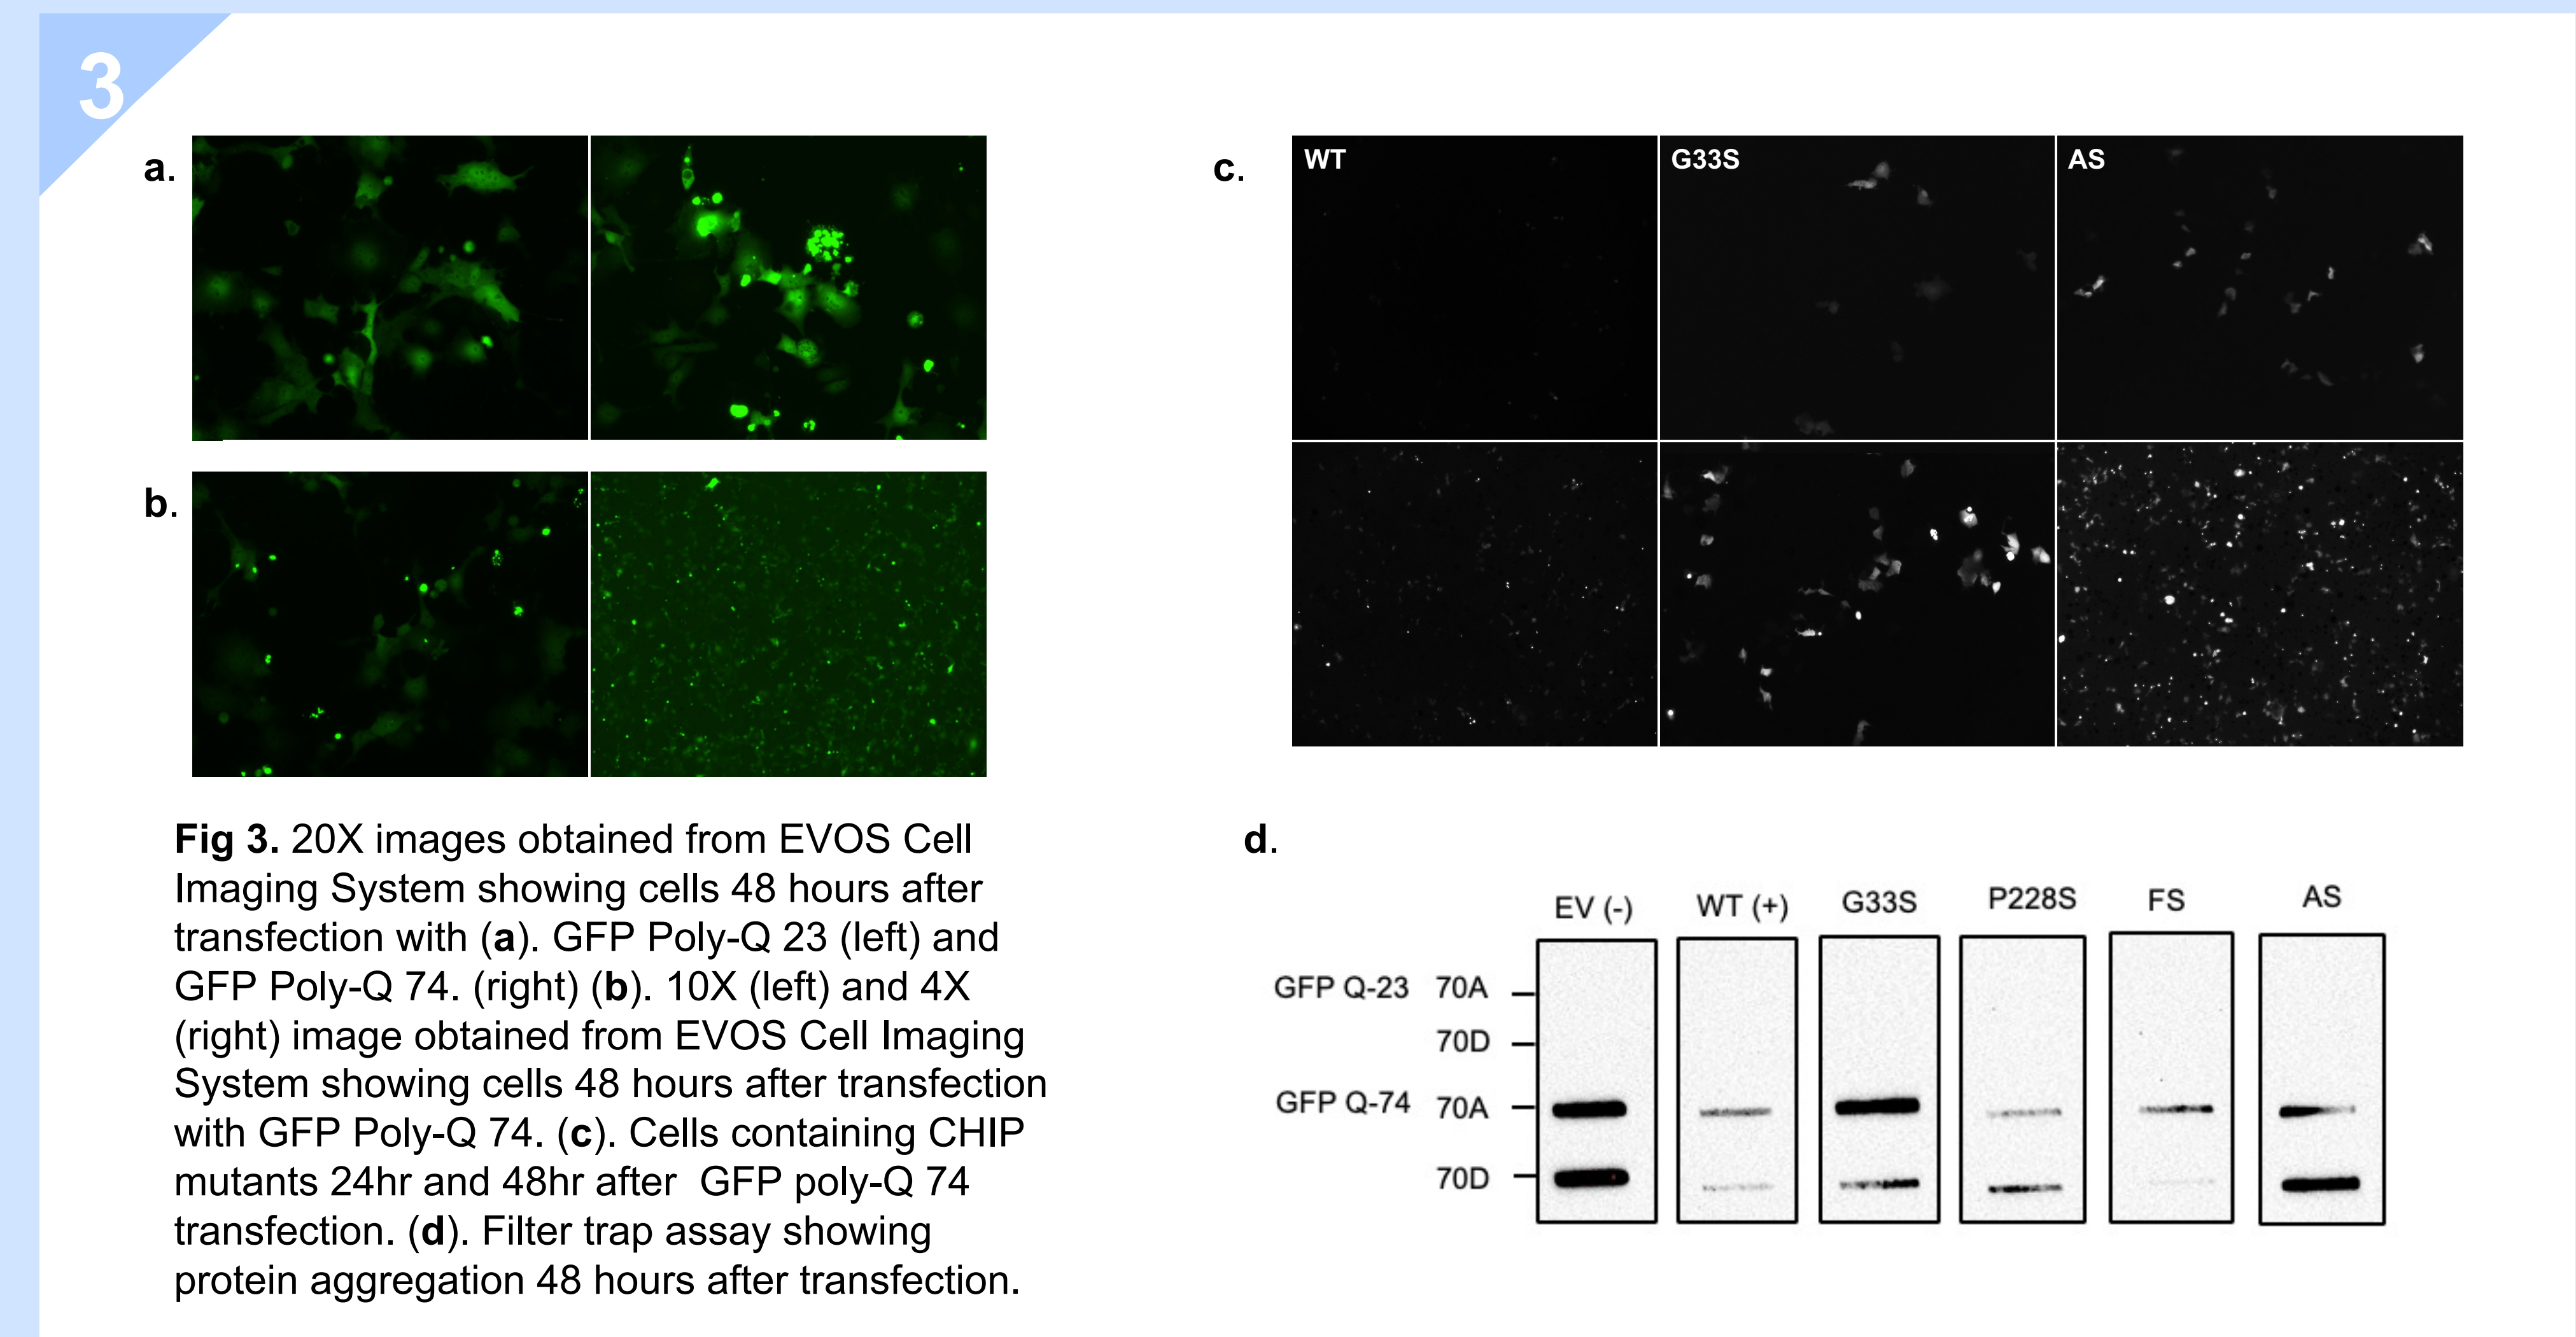 3
a.
b.
Fig 3. 20X images obtained from EVOS Cell
Imaging System showing cells 48 hours after
transfection with (a). GFP Poly-Q 23 (left) and
GFP Poly-Q 74. (right) (b). 10X (left) and 4X
(right) image obtained from EVOS Cell Imaging
System showing cells 48 hours after transfection
with GFP Poly-Q 74. (c). Cells containing CHIP
mutants 24hr and 48hr after GFP poly-Q 74
transfection. (d). Filter trap assay showing
protein aggregation 48 hours after transfection.
c.
WT G33S AS
d.
EV (-) WT (+) G33S P228S FS AS
GFP Q-23 70A
70D
GFP Q-74 70A
70D